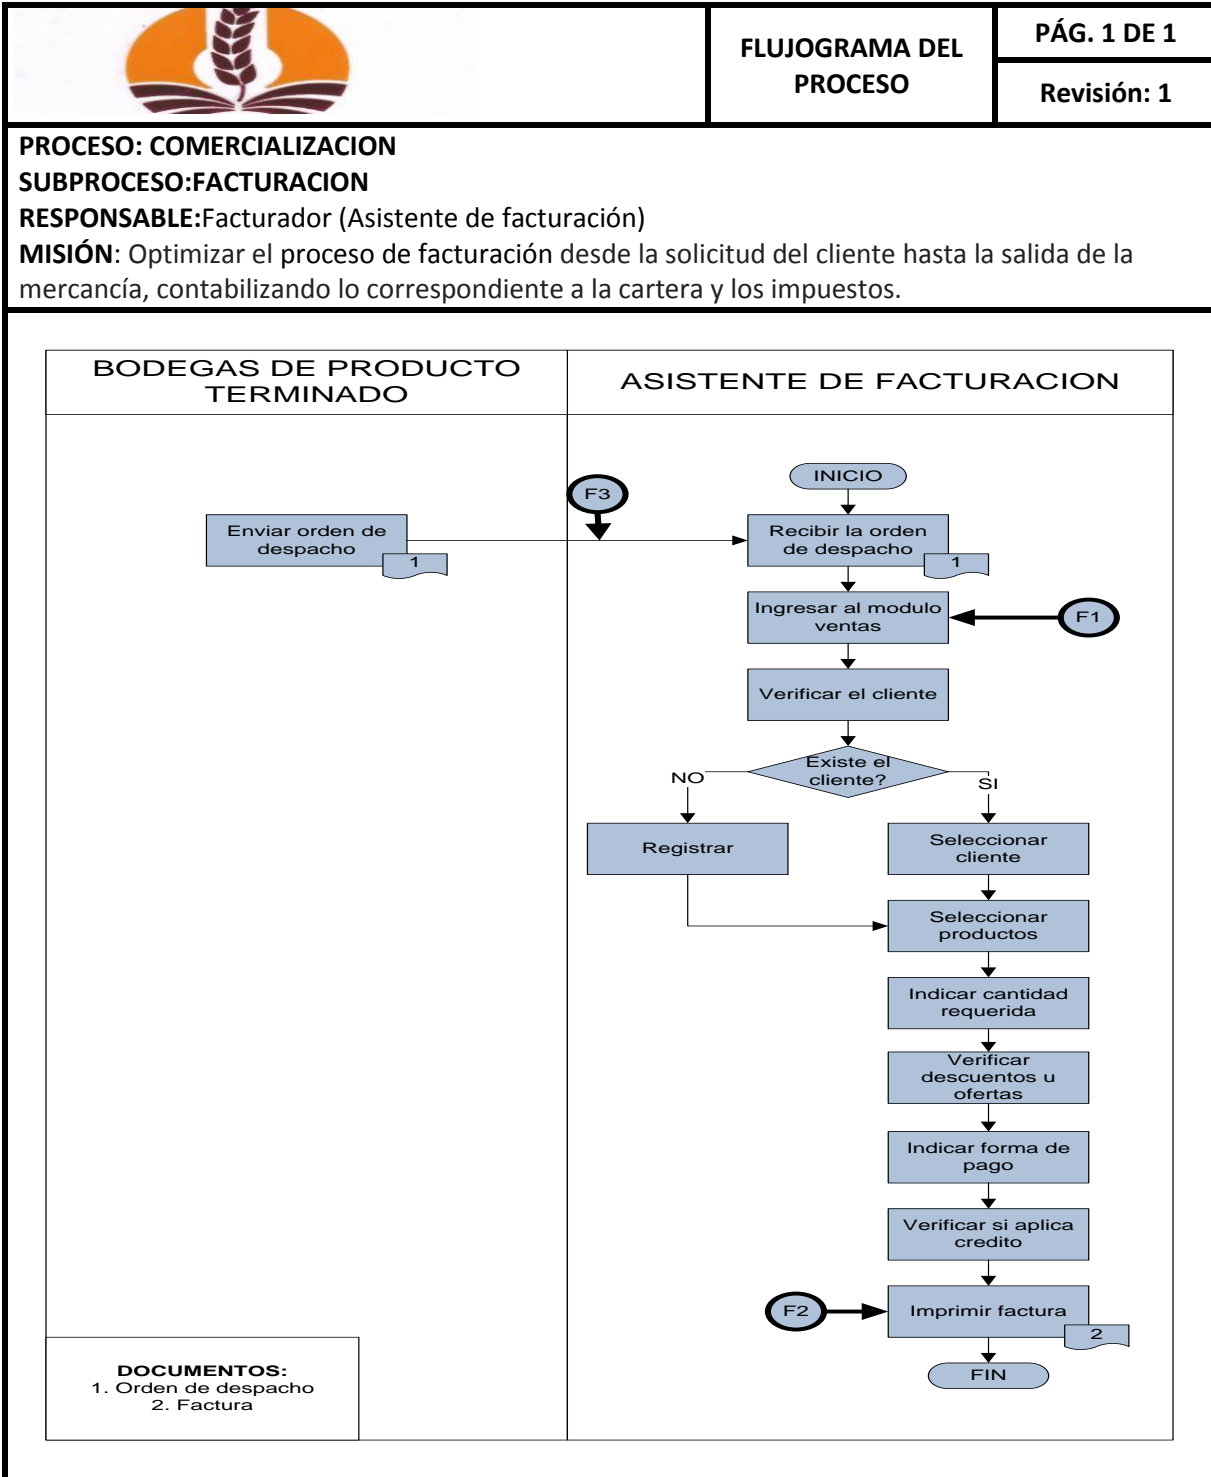 FLUJOGRAMA DEL
PROCESO
PÁG. 1 DE 1
Revisión: 1
PROCESO: COMERCIALIZACION
SUBPROCESO:FACTURACION
RESPONSABLE:Facturador (Asistente de facturación)
MISIÓN: Optimizar el proceso de facturación desde la solicitud del cliente hasta la salida de la
mercancía, contabilizando lo correspondiente a la cartera y los impuestos.
BODEGAS DE PRODUCTO
TERMINADO
ASISTENTE DE FACTURACION
INICIO
F3
Enviar orden de
despacho
1
Recibir la orden
de despacho
1
Ingresar al modulo
ventas
F1
Verificar el cliente
Existe el
cliente?
NO
SI
Registrar
Seleccionar
cliente
Seleccionar
productos
Indicar cantidad
requerida
Verificar
descuentos u
ofertas
Indicar forma de
pago
Verificar si aplica
credito
F2
Imprimir factura
2
FIN
DOCUMENTOS:
1. Orden de despacho
2. Factura